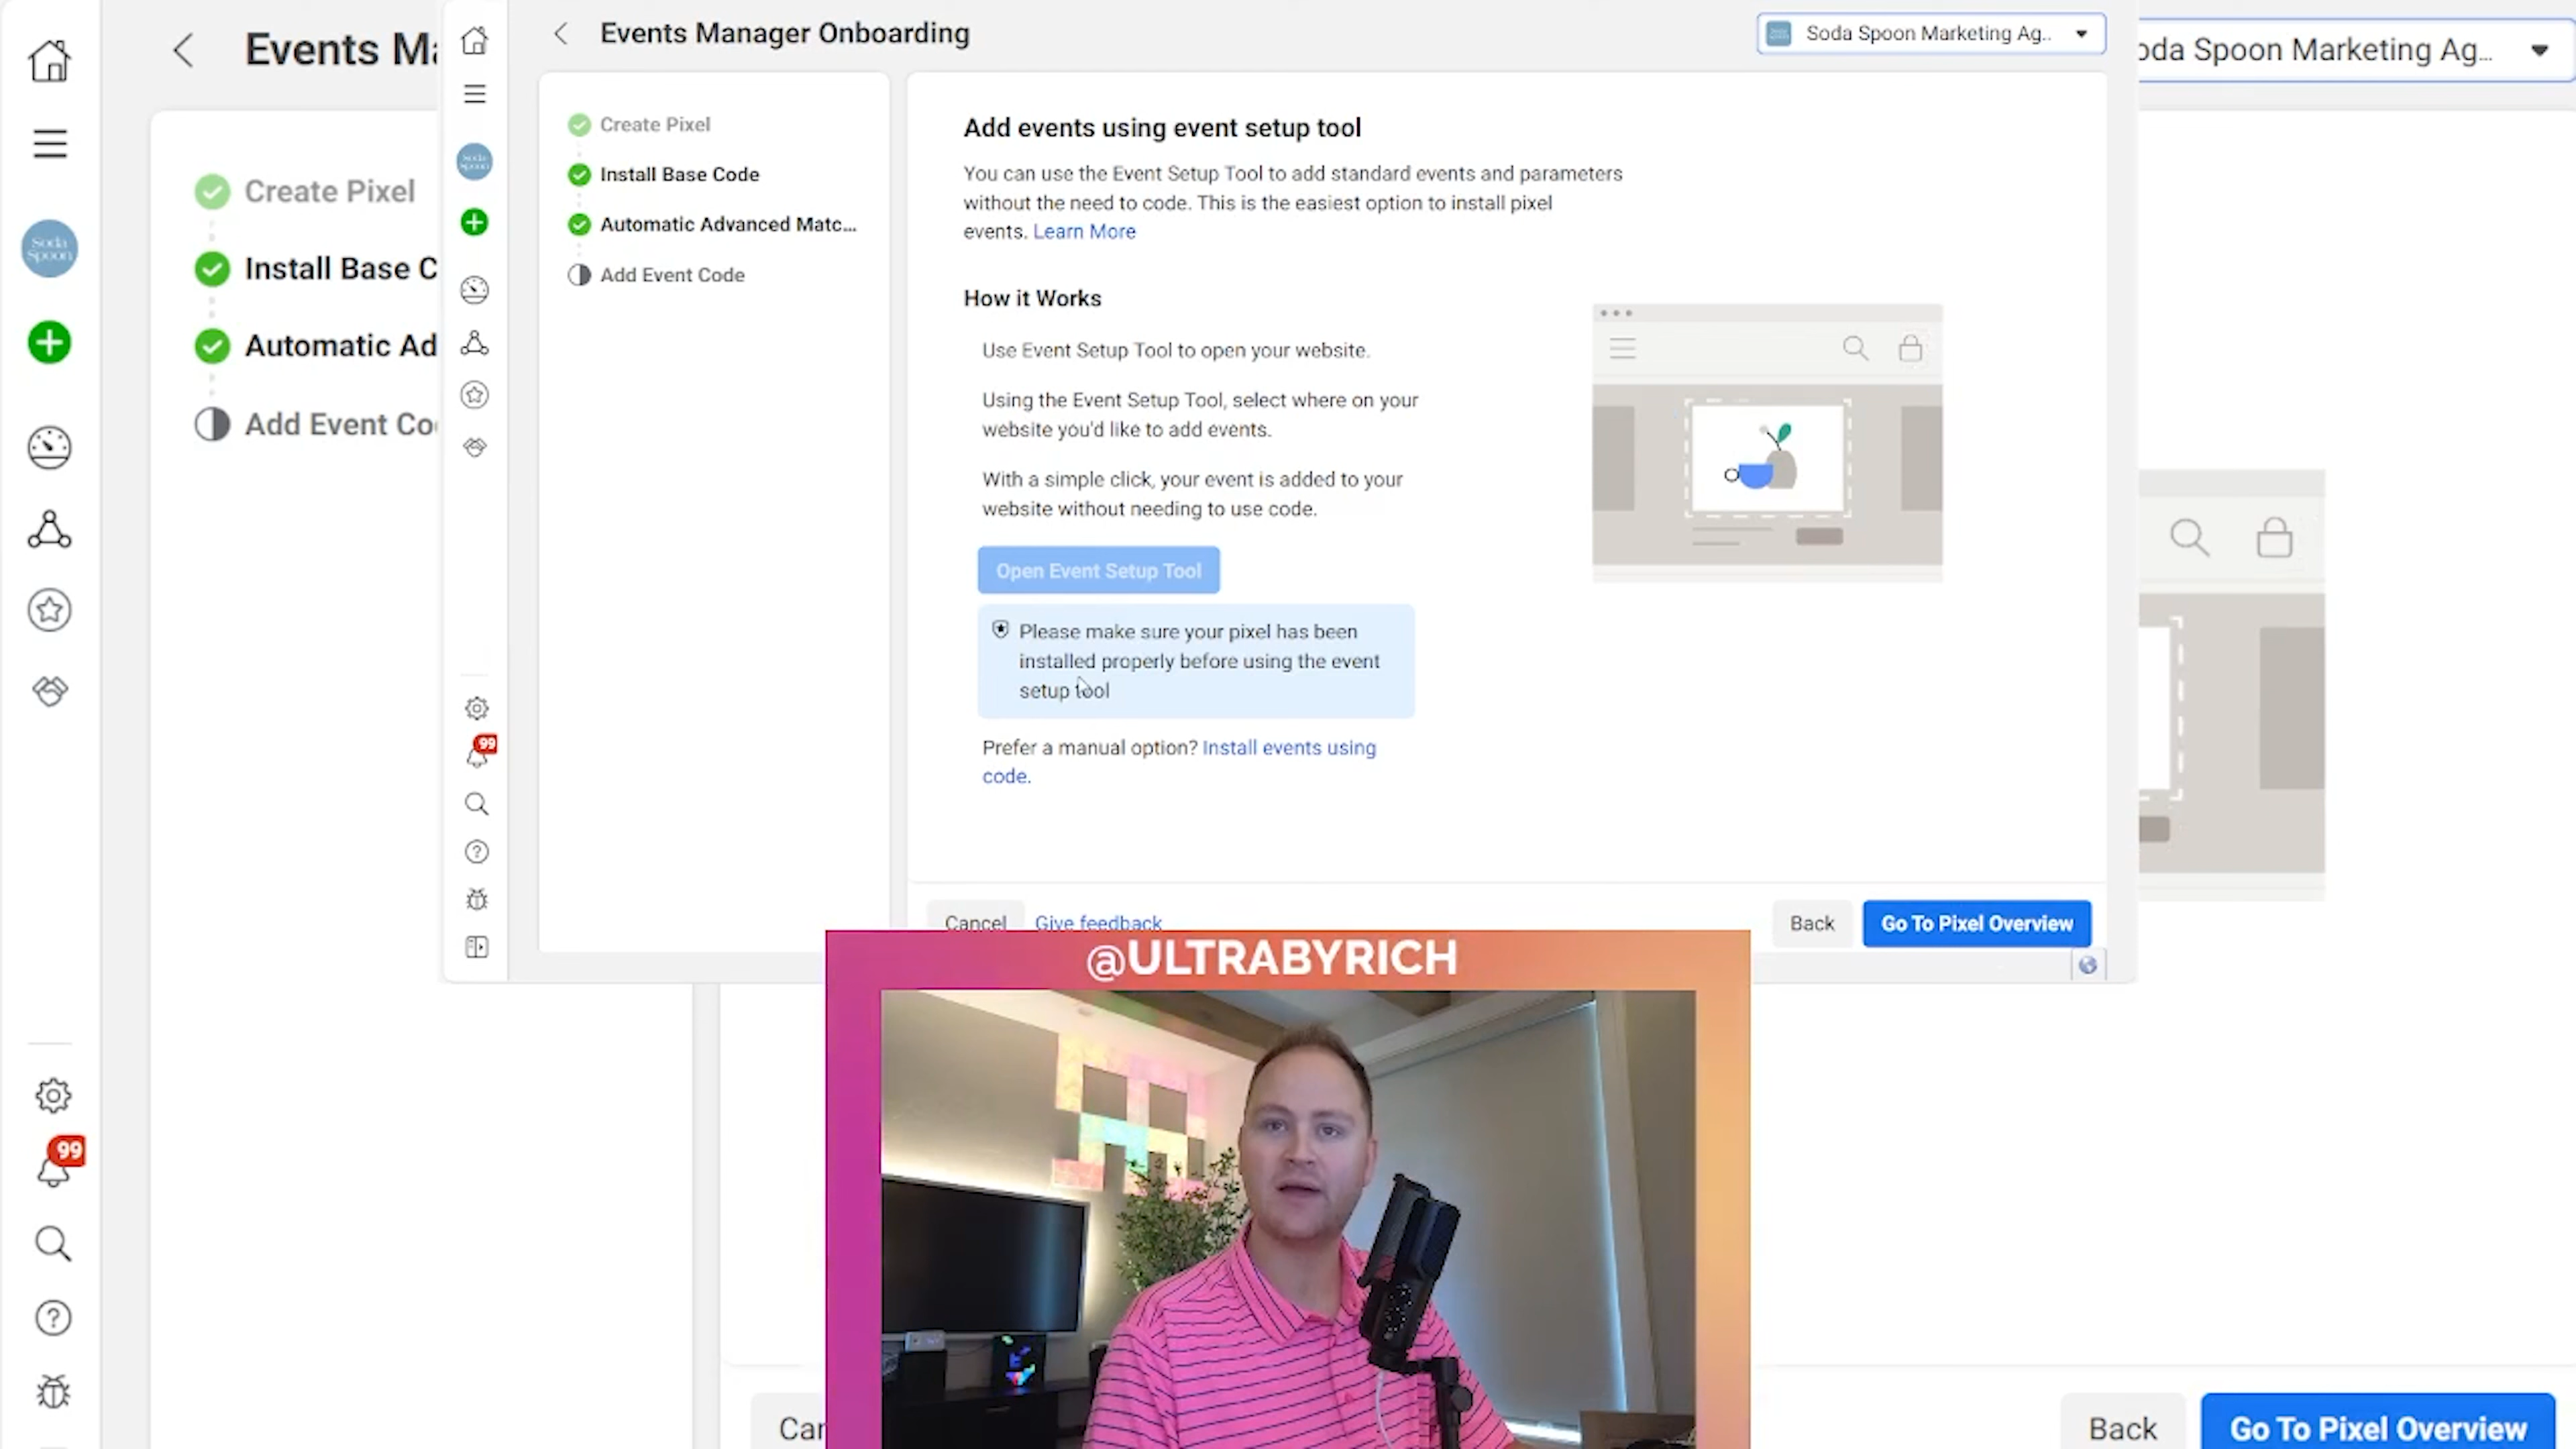 Events Ma
Create Pixel
Install Base C
Automatic Ad
Add Event Co
Soda
Spoon
99
Can
Events Manager Onboarding
Soda Spoon Marketing Ag..
Create Pixel
Install Base Code
Automatic Advanced Matc...
Add Event Code
Soda
Spoon
99
Add events using event setup tool
You can use the Event Setup Tool to add standard events and parameters
without the need to code. This is the easiest option to install pixel
events. Learn More
How it Works
Use Event Setup Tool to open your website.
Using the Event Setup Tool, select where on your
website you'd like to add events.
With a simple click, your event is added to your
website without needing to use code.
Open Event Setup Tool
Please make sure your pixel has been
installed properly before using the event
setup tool
Prefer a manual option? Install events using
code.
Cancel Give feedback
Back Go To Pixel Overview
oda Spoon Marketing Ag...
@ULTRABYRICH
Back Go To Pixel Overview